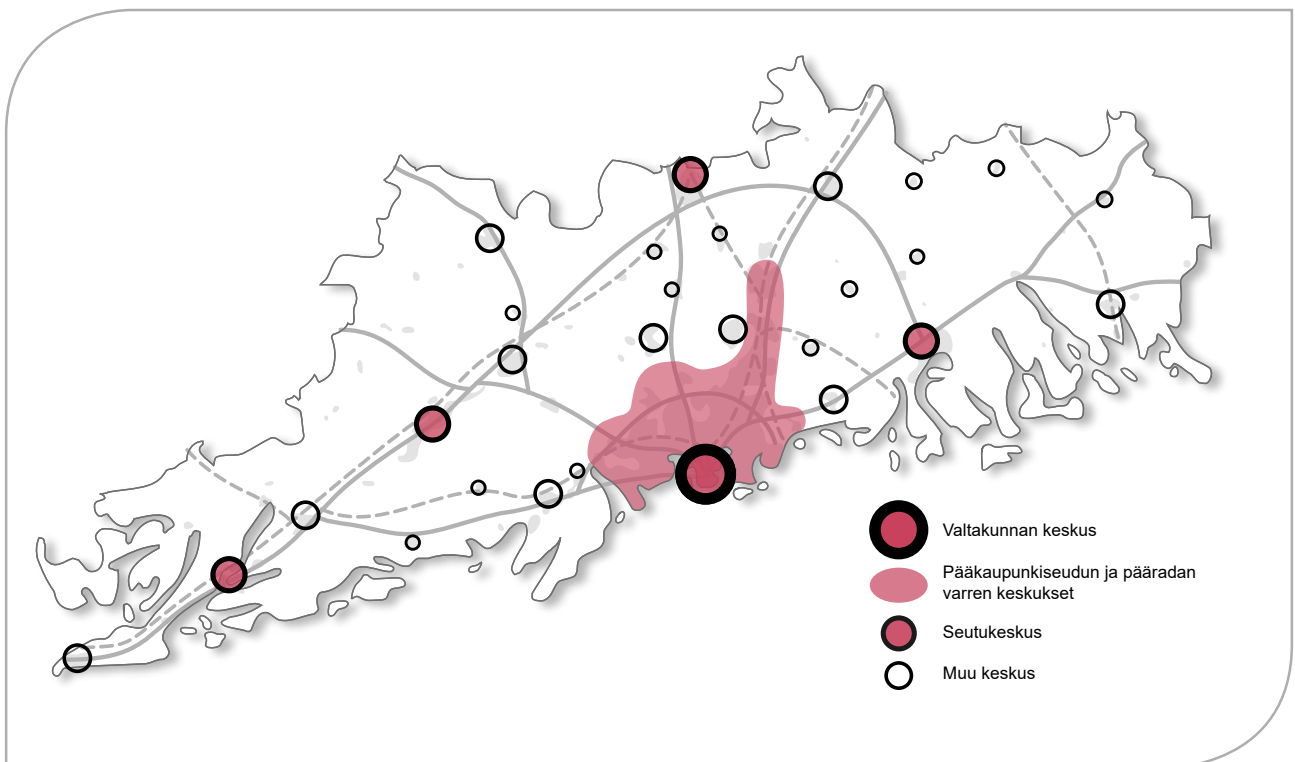 Valtakunnan keskus
Pääkaupunkiseudun ja pääradan
varren keskukset
Seutukeskus
Muu keskus